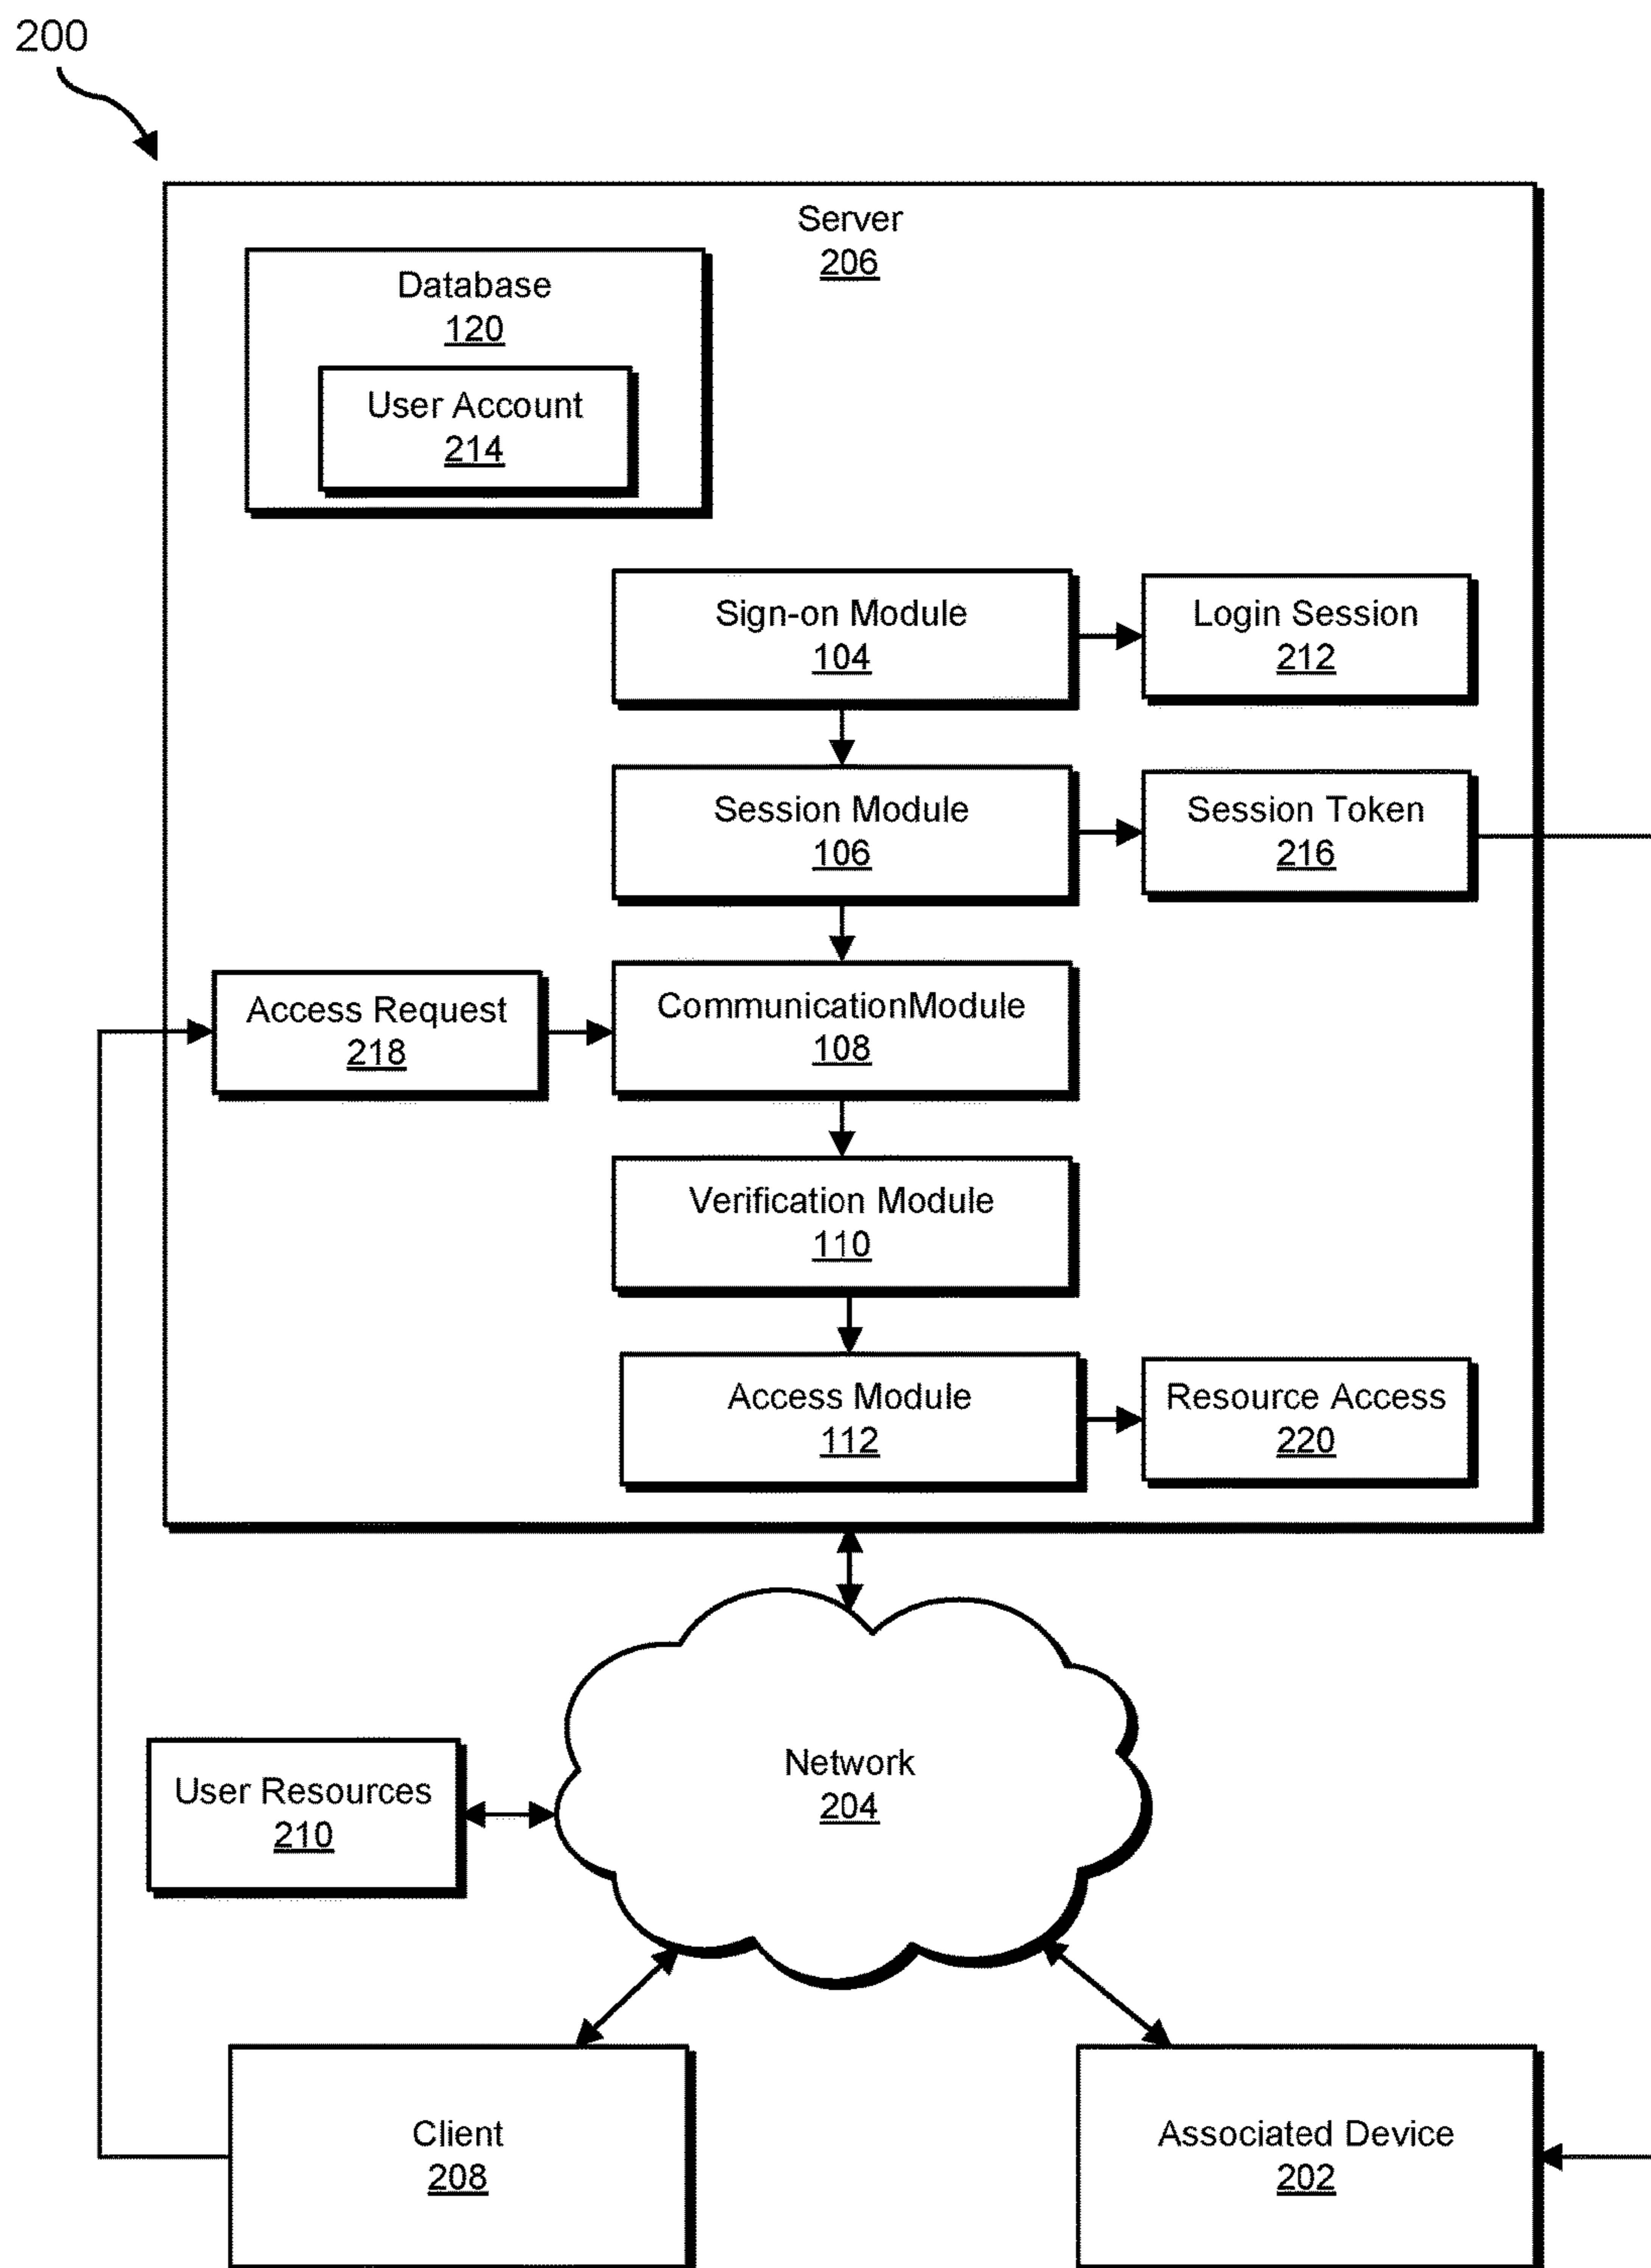 200
Server
206
Database
120
User Account
214
Sign-on Module
104
Login Session
212
Session Module
106
Session Token
216
Access Request
218
CommunicationModule
108
Verification Module
110
Access Module
112
Resource Access
220
Network
204
User Resources
210
Client
208
Associated Device
202